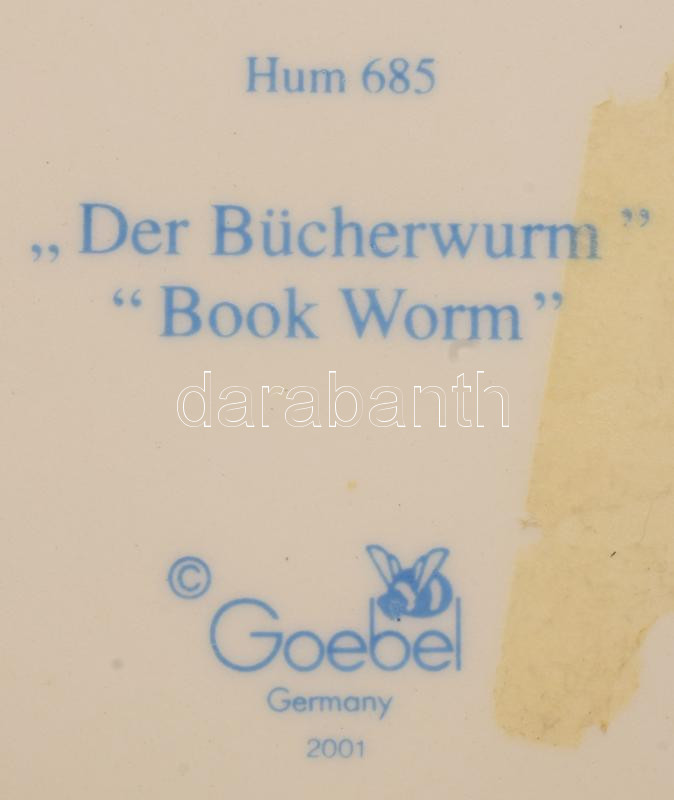 Hum 685
„Der Bücherwurm”
“Book Worm”
darabanth
© Goebel
Germany
2001